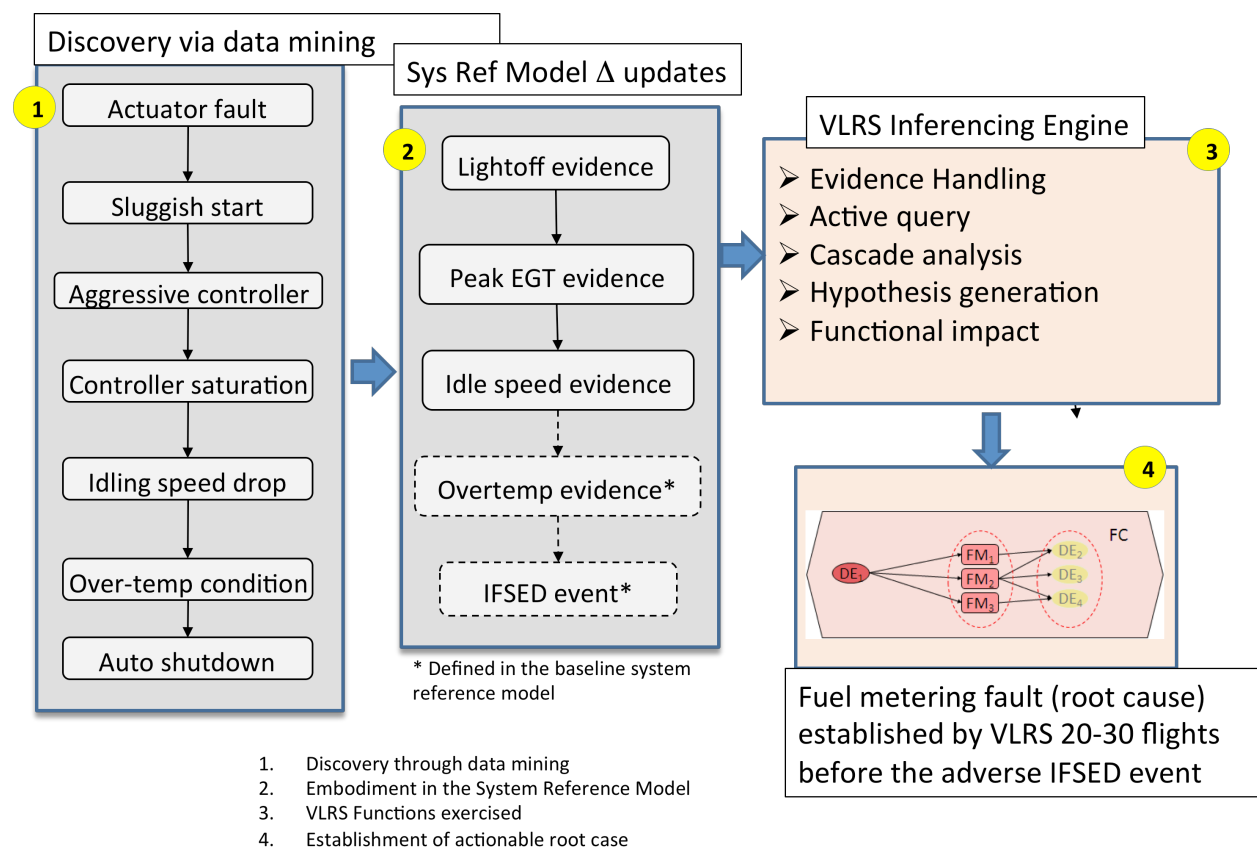 Discovery via data mining
1
Actuator fault
Sluggish start
Aggressive controller
Controller saturation
Idling speed drop
Over-temp condition
Auto shutdown
Sys Ref Model Δ updates
2
Lightoff evidence
Peak EGT evidence
Idle speed evidence
Overtemp evidence*
IFSED event*
* Defined in the baseline system
reference model
VLRS Inferencing Engine
3
➢ Evidence Handling
➢ Active query
➢ Cascade analysis
➢ Hypothesis generation
➢ Functional impact
4
FC
DE₁
FM₁
FM₂
FM₃
DE₂
DE₃
DE₄
Fuel metering fault (root cause)
established by VLRS 20-30 flights
before the adverse IFSED event
1. Discovery through data mining
2. Embodiment in the System Reference Model
3. VLRS Functions exercised
4. Establishment of actionable root case